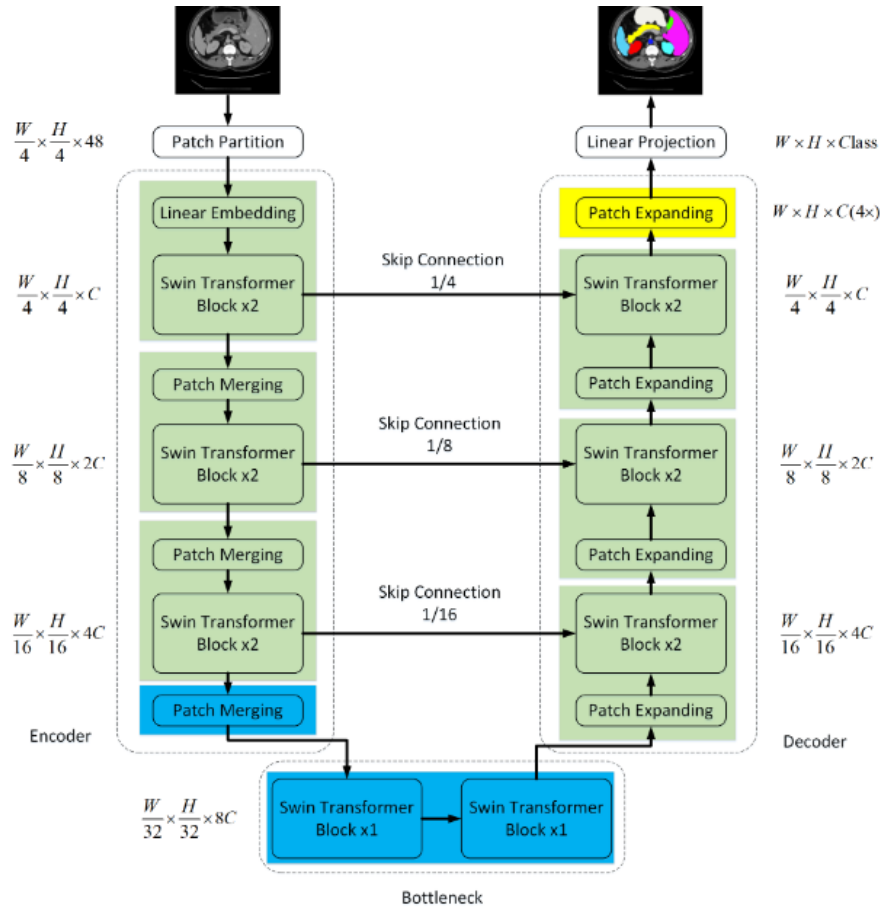 W/4 × H/4 × 48
Patch Partition
Linear Projection
W × H × Class
Linear Embedding
Patch Expanding
W × H × C(4×)
W/4 × H/4 × C
Swin Transformer
Block x2
Skip Connection
1/4
Swin Transformer
Block x2
W/4 × H/4 × C
Patch Merging
Patch Expanding
W/8 × H/8 × 2C
Swin Transformer
Block x2
Skip Connection
1/8
Swin Transformer
Block x2
W/8 × H/8 × 2C
Patch Merging
Patch Expanding
W/16 × H/16 × 4C
Swin Transformer
Block x2
Skip Connection
1/16
Swin Transformer
Block x2
W/16 × H/16 × 4C
Patch Merging
Patch Expanding
Encoder
Decoder
W/32 × H/32 × 8C
Swin Transformer
Block x1
Swin Transformer
Block x1
Bottleneck